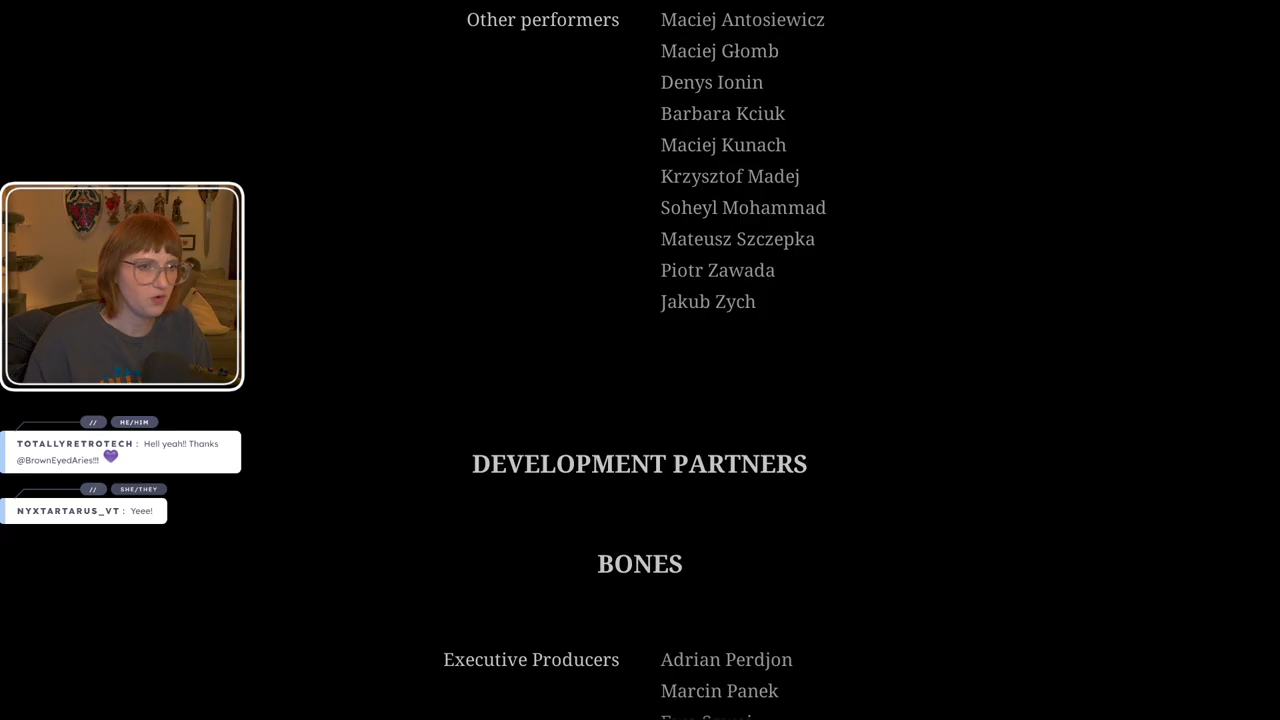 Other performers
Maciej Antosiewicz
Maciej Głomb
Denys Ionin
Barbara Kciuk
Maciej Kunach
Krzysztof Madej
Soheyl Mohammad
Mateusz Szczepka
Piotr Zawada
Jakub Zych
// HE/HIM
TOTALLYRETROTECH : Hell yeah!! Thanks
@BrownEyedAries!!!
// SHE/THEY
NYXTARTARUS_VT : Yeee!
DEVELOPMENT PARTNERS
BONES
Executive Producers
Adrian Perdjon
Marcin Panek